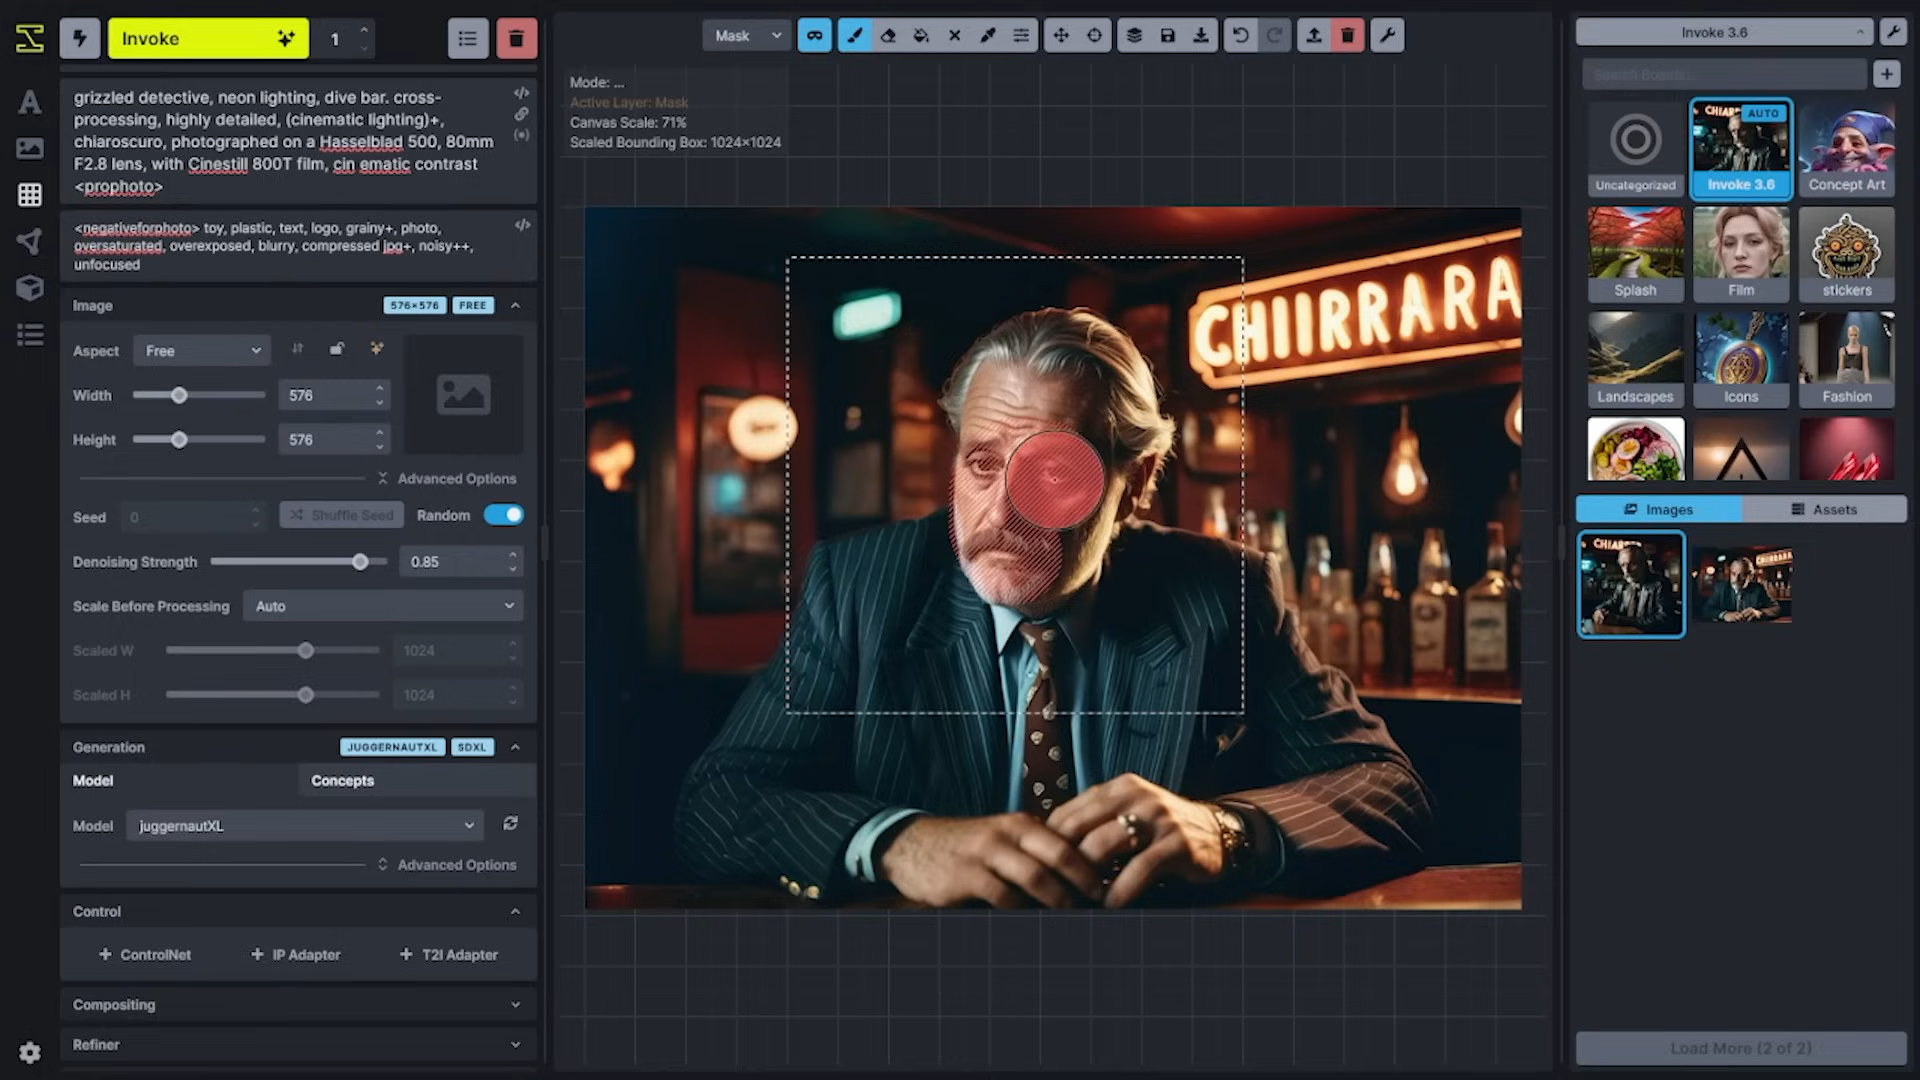 Invoke
1
grizzled detective, neon lighting, dive bar. cross-
processing, highly detailed, (cinematic lighting)+,
chiaroscuro, photographed on a Hasselblad 500, 80mm
F2.8 lens, with Cinestill 800T film, cin ematic contrast
<prophoto>
<negativeforphoto> toy, plastic, text, logo, grainy+, photo,
oversaturated, overexposed, blurry, compressed jpg+, noisy++,
unfocused
Image
576×576
FREE
Aspect
Free
Width
576
Height
576
Advanced Options
Seed
0
Shuffle Seed
Random
Denoising Strength
0.85
Scale Before Processing
Auto
Scaled W
1024
Scaled H
1024
Generation
JUGGERNAUTXL
SDXL
Model
Concepts
Model
juggernautXL
Advanced Options
Control
+ ControlNet
+ IP Adapter
+ T2I Adapter
Compositing
Refiner
Mask
Mode: ...
Active Layer: Mask
Canvas Scale: 71%
Scaled Bounding Box: 1024×1024
CHIIRRARA
Invoke 3.6
Search Boards...
Uncategorized
AUTO
Invoke 3.6
Concept Art
Splash
Film
stickers
Landscapes
Icons
Fashion
Images
Assets
Load More (2 of 2)